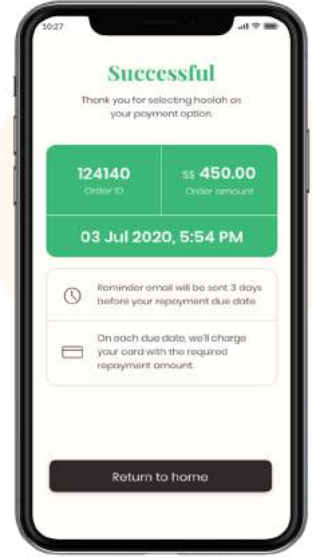 10:27
Successful
Thank you for selecting hoolah as
your payment option.
124140
Order ID
S$ 450.00
Order amount
03 Jul 2020, 5:54 PM
Reminder email will be sent 3 days
before your repayment due date.
On each due date, we'll charge
your card with the required
repayment amount.
Return to home